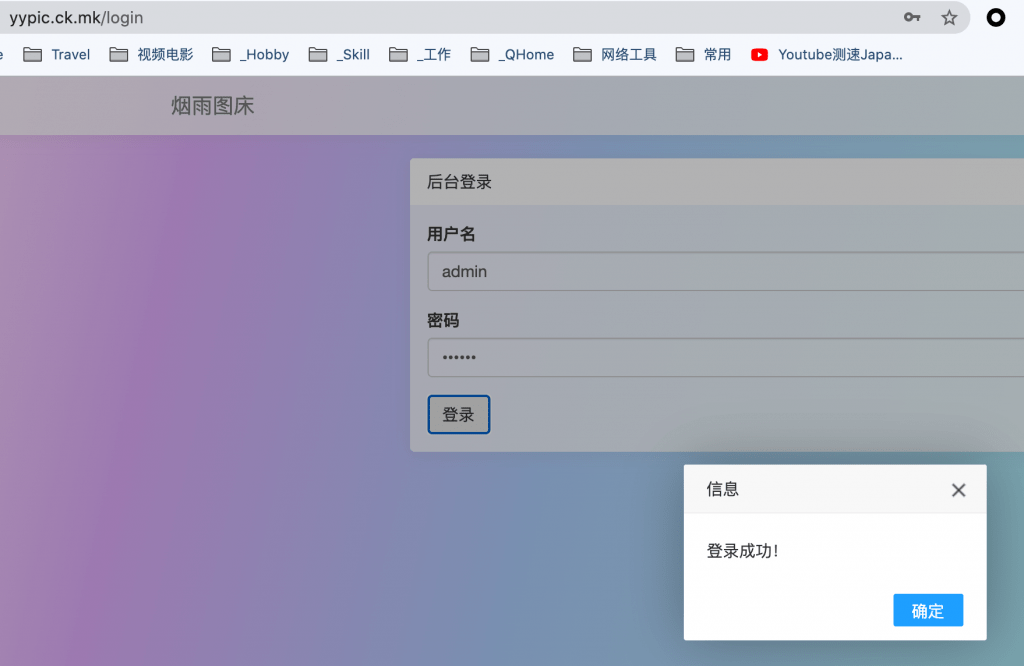 yypic.ck.mk/login
Travel 视频电影 _Hobby _Skill _工作 _QHome 网络工具 常用 Youtube测速Japa...
烟雨图床
后台登录
用户名
admin
密码
••••••
登录
信息
登录成功！
确定